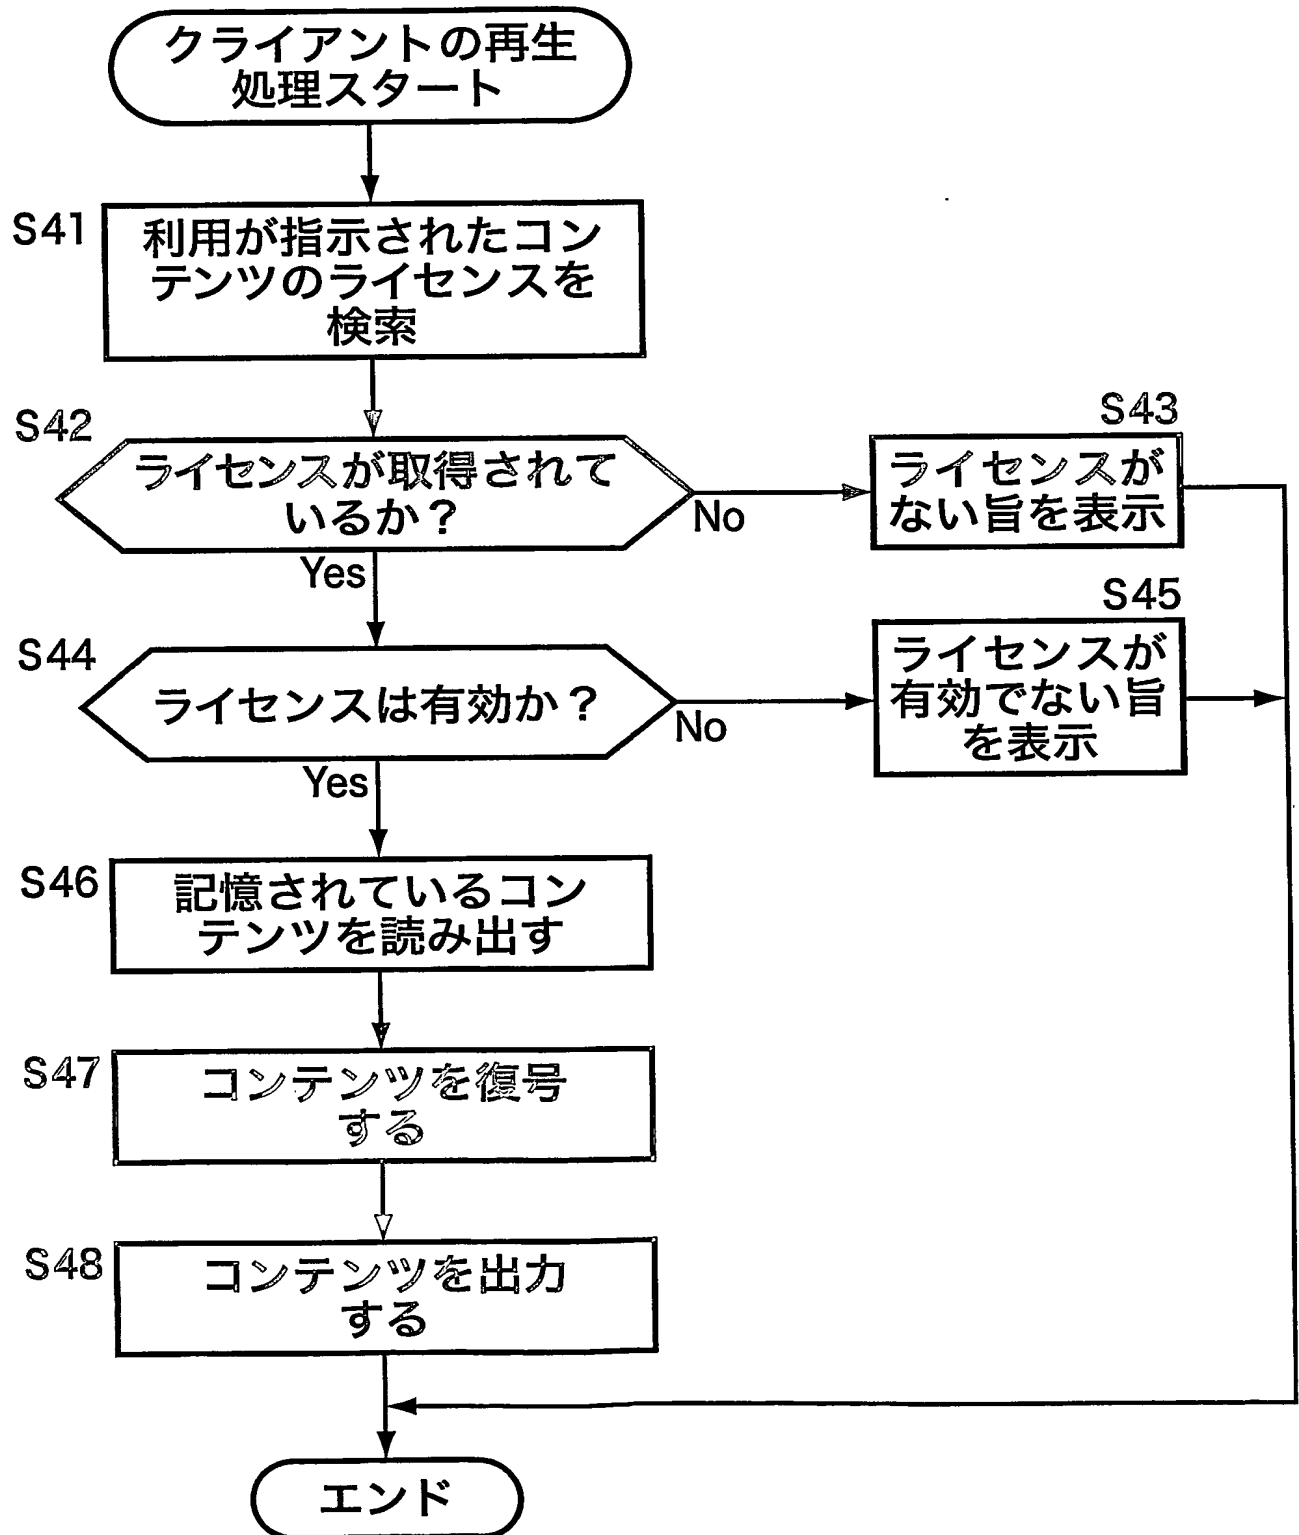 クライアントの再生
処理スタート
S41
利用が指示されたコン
テンツのライセンスを
検索
S42
ライセンスが取得されて
いるか？
No
Yes
S43
ライセンスが
ない旨を表示
S44
ライセンスは有効か？
No
Yes
S45
ライセンスが
有効でない旨
を表示
S46
記憶されているコン
テンツを読み出す
S47
コンテンツを復号
する
S48
コンテンツを出力
する
エンド